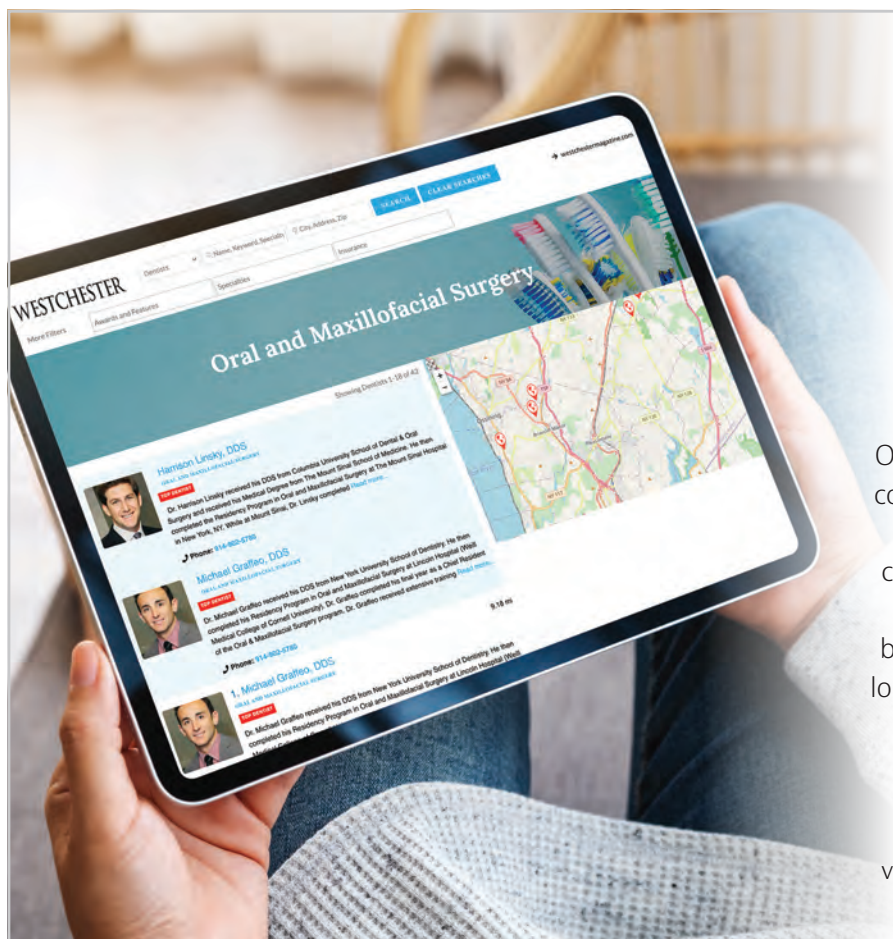 → westchestermagazine.com
WESTCHESTER
Dentists
Name, Keyword, Specialty
City, Address, Zip
SEARCH
CLEAR SEARCHES
More Filters
Awards and Features
Specialties
Insurance
Oral and Maxillofacial Surgery
Showing Dentists 1-18 of 42
Harrison Linsky, DDS
ORAL AND MAXILLOFACIAL SURGERY
TOP DENTIST
Dr. Harrison Linsky received his DDS from Columbia University School of Dental & Oral
Surgery and received his Medical Degree from The Mount Sinai School of Medicine. He then
completed the Residency Program in Oral and Maxillofacial Surgery at The Mount Sinai Hospital
in New York, NY. While at Mount Sinai, Dr. Linsky completed Read more...
Phone: 914-902-5785
Michael Graffeo, DDS
ORAL AND MAXILLOFACIAL SURGERY
TOP DENTIST
Dr. Michael Graffeo received his DDS from New York University School of Dentistry. He then
completed his Residency Program in Oral and Maxillofacial Surgery at Lincoln Hospital (Weill
Medical College of Cornell University). Dr. Graffeo completed his final year as a Chief Resident
of the Oral & Maxillofacial Surgery program. Dr. Graffeo received extensive training Read more...
Phone: 914-902-5785
9.18 mi
1. Michael Graffeo, DDS
ORAL AND MAXILLOFACIAL SURGERY
TOP DENTIST
Dr. Michael Graffeo received his DDS from New York University School of Dentistry. He then
completed his Residency Program in Oral and Maxillofacial Surgery at Lincoln Hospital (Weill
O
co
c
b
lo
v